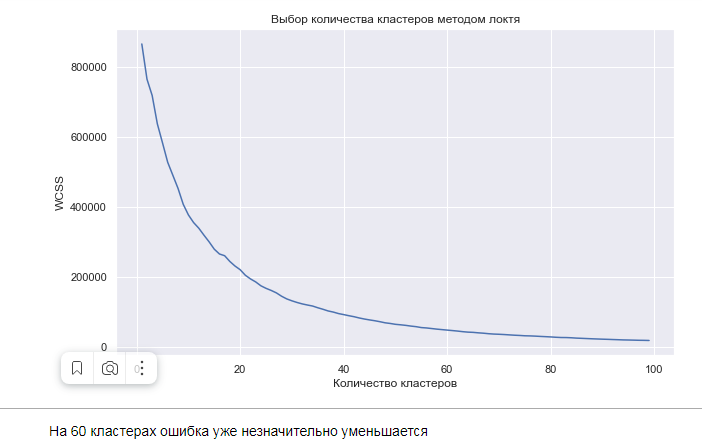 Выбор количества кластеров методом локтя
800000
600000
400000
200000
0
WCSS
0 20 40 60 80 100
Количество кластеров
На 60 кластерах ошибка уже незначительно уменьшается